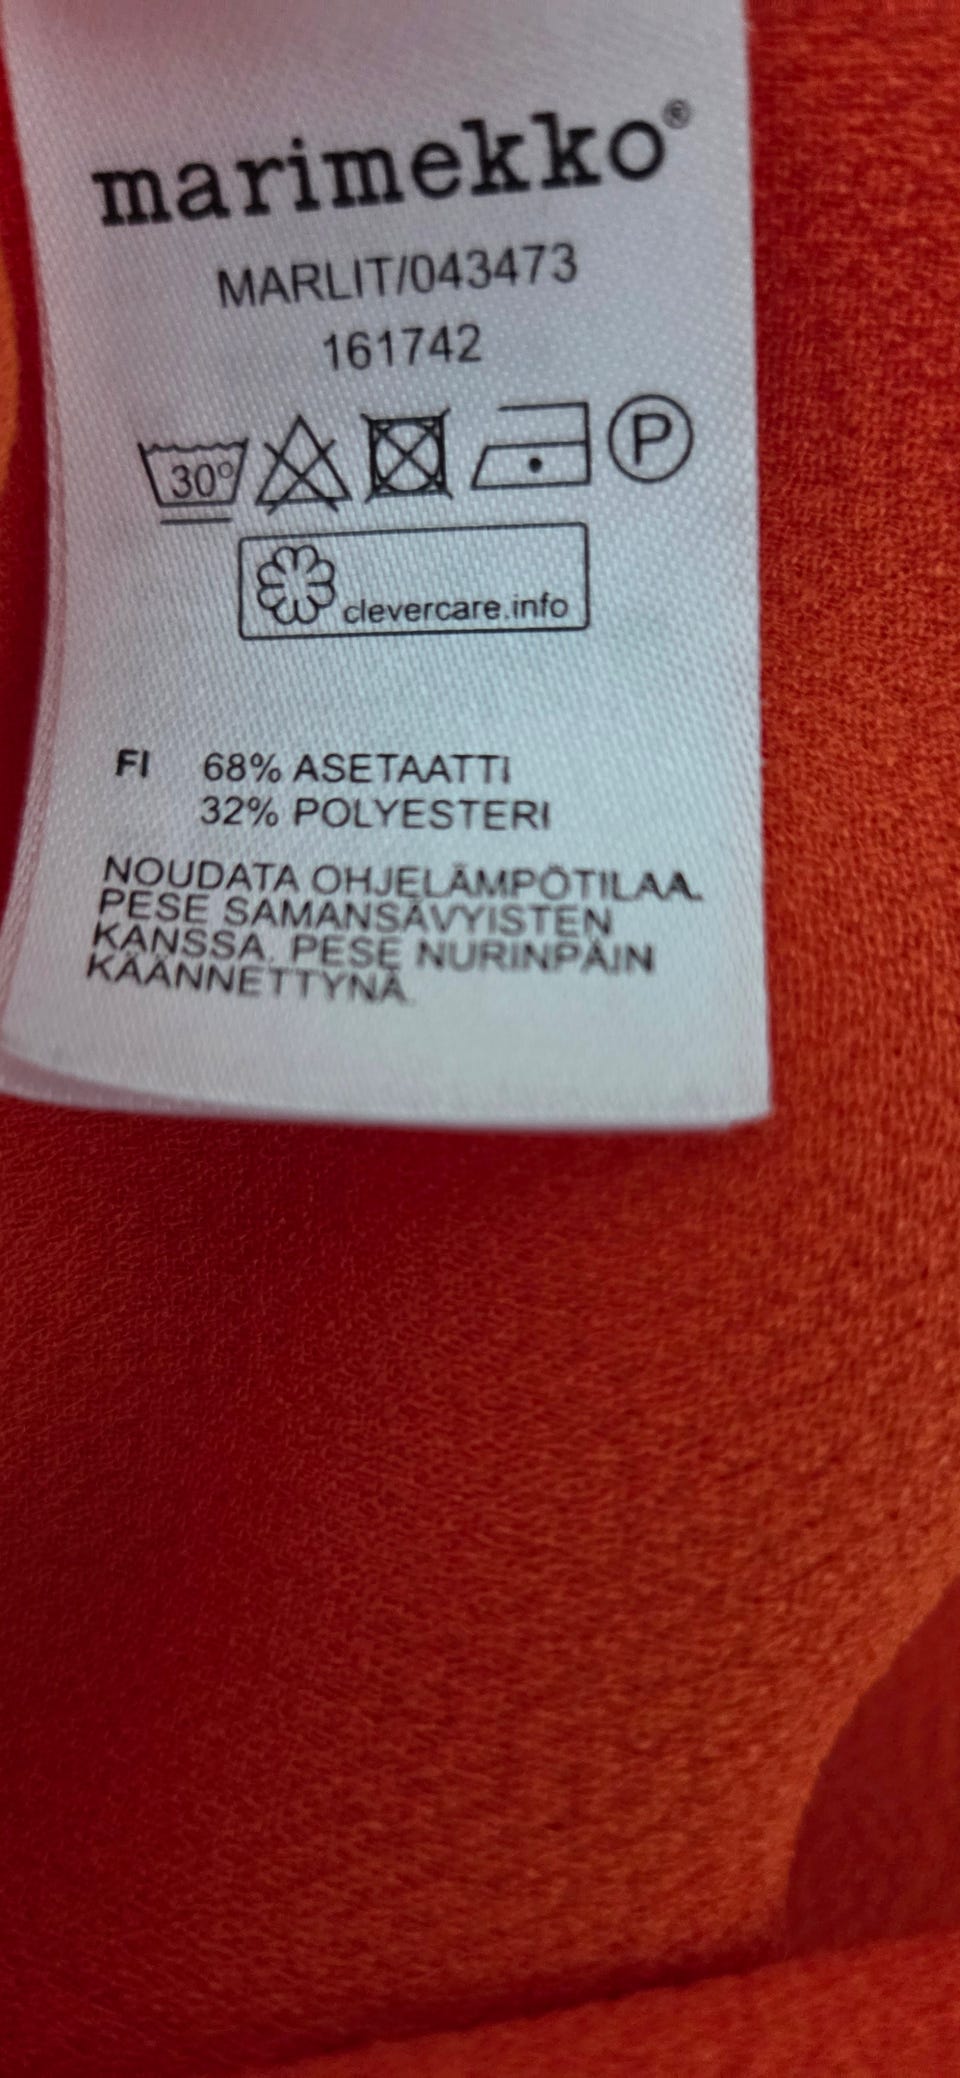 marimekko®
MARLIT/043473
161742
30° P
clevercare.info
FI 68% ASETAATTI
32% POLYESTERI
NOUDATA OHJELÄMPÖTILAA.
PESE SAMANSÄVYISTEN
KANSSA. PESE NURINPÄIN
KÄÄNNETTYNÄ.